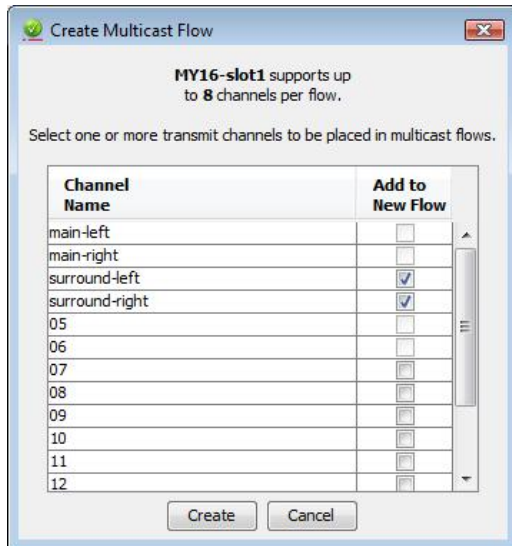 Create Multicast Flow
MY16-slot1 supports up
to 8 channels per flow.
Select one or more transmit channels to be placed in multicast flows.
Channel Name
Add to New Flow
main-left
main-right
surround-left
surround-right
05
06
07
08
09
10
11
12
Create Cancel